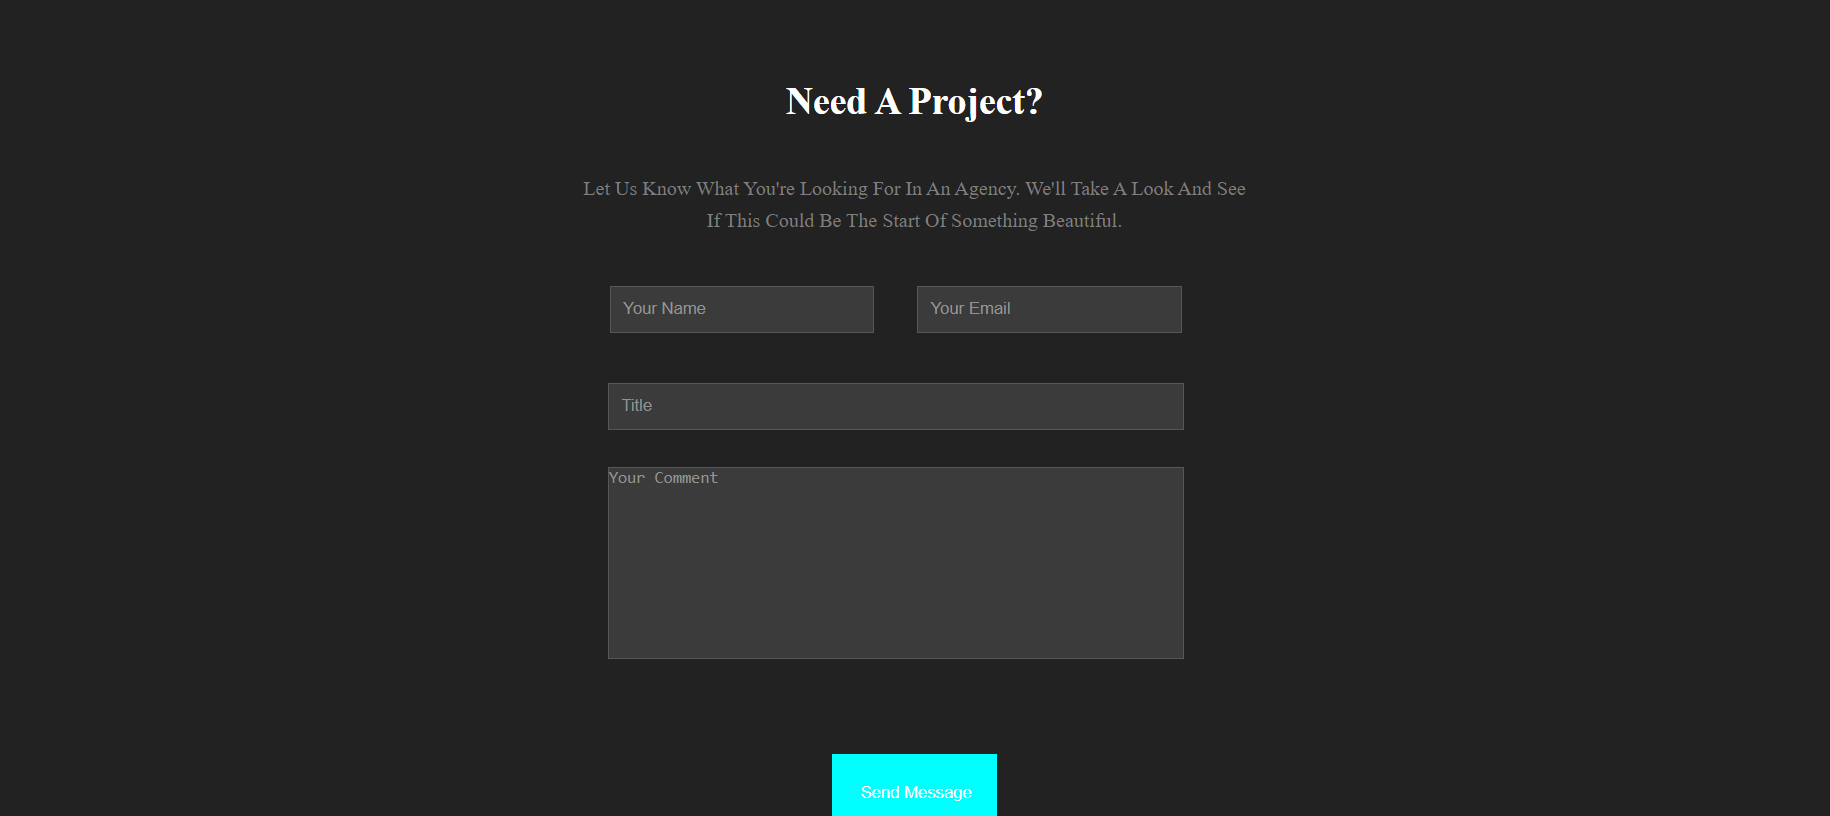 Need A Project?
Let Us Know What You're Looking For In An Agency. We'll Take A Look And See
If This Could Be The Start Of Something Beautiful.
Your Name
Your Email
Title
Your Comment
Send Message